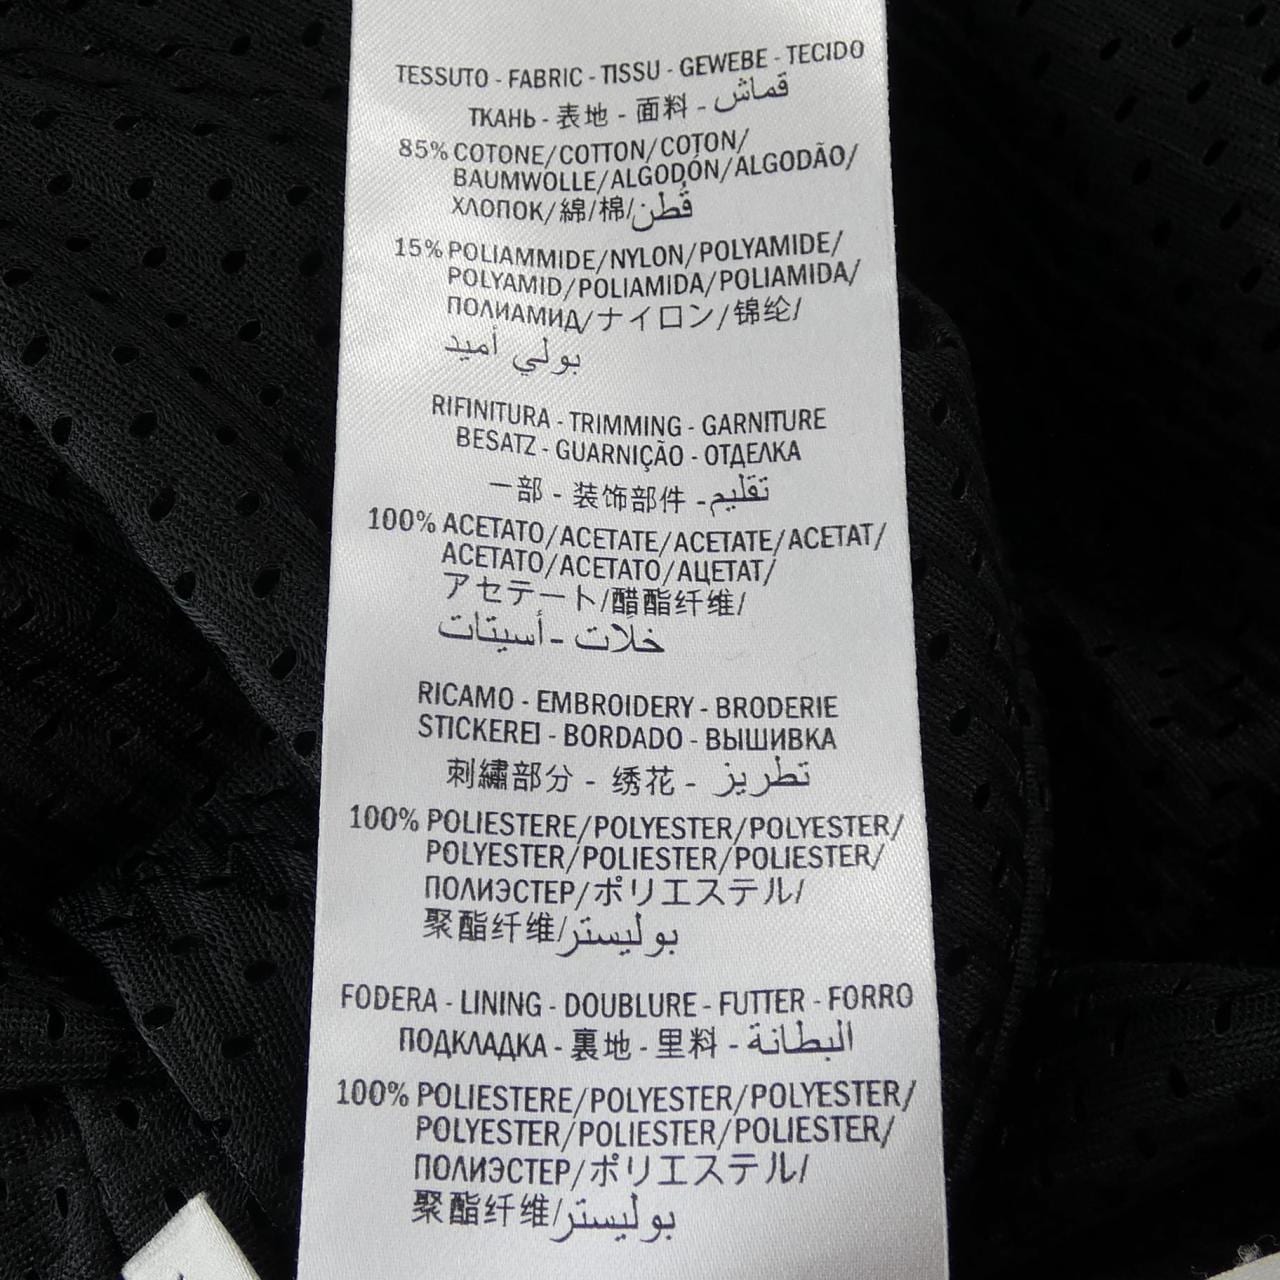 TESSUTO - FABRIC - TISSU - GEWEBE - TECIDO
ТКАНЬ - 表地 - 面料 - قماش
85% COTONE/COTTON/COTON/
BAUMWOLLE/ALGODÓN/ALGODÃO/
ХЛОПОК/綿/棉/قُطن
15% POLIAMMIDE/NYLON/POLYAMIDE/
POLYAMID/POLIAMIDA/POLIAMIDA/
ПОЛИАМИД/ナイロン/锦纶/
بولي أميد
RIFINITURA - TRIMMING - GARNITURE
BESATZ - GUARNIÇÃO - ОТДЕЛКА
一部 - 装饰部件 - تقليم
100% ACETATO/ACETATE/ACETATE/ACETAT/
ACETATO/ACETATO/АЦЕТАТ/
アセテート/醋酯纤维/
خلات - أسيتات
RICAMO - EMBROIDERY - BRODERIE
STICKEREI - BORDADO - ВЫШИВКА
刺繍部分 - 绣花 - تطريز
100% POLIESTERE/POLYESTER/POLYESTER/
POLYESTER/POLIESTER/POLIESTER/
ПОЛИЭСТЕР/ポリエステル/
聚酯纤维/بوليستر
FODERA - LINING - DOUBLURE - FUTTER - FORRO
ПОДКЛАДКА - 裏地 - 里料 - البطانة
100% POLIESTERE/POLYESTER/POLYESTER/
POLYESTER/POLIESTER/POLIESTER/
ПОЛИЭСТЕР/ポリエステル/
聚酯纤维/بوليستر